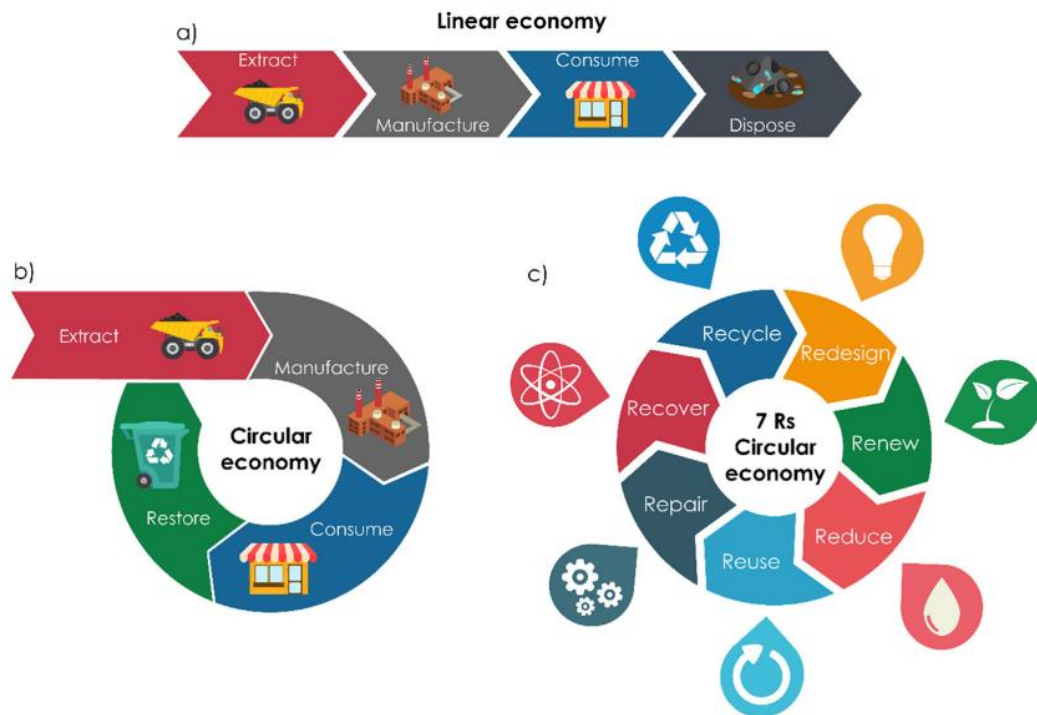 Linear economy
a)
Extract
Manufacture
Consume
Dispose
b)
Extract
Manufacture
Circular
economy
Restore
Consume
c)
Recycle
Redesign
Recover
7 Rs
Circular
economy
Renew
Repair
Reduce
Reuse